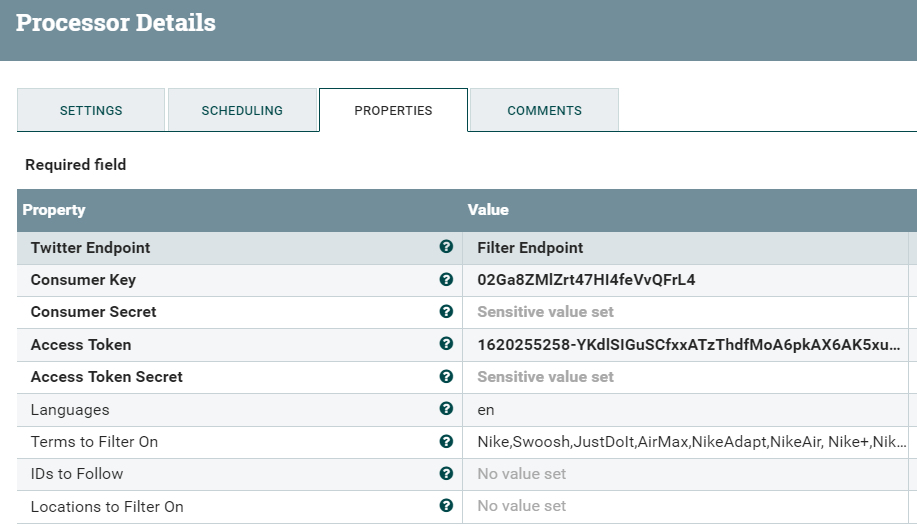 Processor Details
SETTINGS SCHEDULING PROPERTIES COMMENTS
Required field
Property Value
Twitter Endpoint ? Filter Endpoint
Consumer Key ? 02Ga8ZMlZrt47HI4feVvQFrL4
Consumer Secret ? Sensitive value set
Access Token ? 1620255258-YKdlSIGuSCfxxATzThdfMoA6pkAX6AK5xu...
Access Token Secret ? Sensitive value set
Languages ? en
Terms to Filter On ? Nike,Swoosh,JustDoIt,AirMax,NikeAdapt,NikeAir, Nike+,Nik...
IDs to Follow ? No value set
Locations to Filter On ? No value set